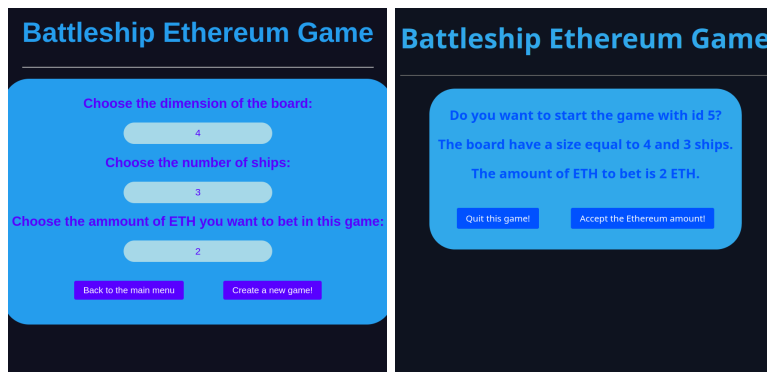 Battleship Ethereum Game
Choose the dimension of the board:
4
Choose the number of ships:
3
Choose the ammount of ETH you want to bet in this game:
2
Back to the main menu
Create a new game!
Battleship Ethereum Game
Do you want to start the game with id 5?
The board have a size equal to 4 and 3 ships.
The amount of ETH to bet is 2 ETH.
Quit this game!
Accept the Ethereum amount!